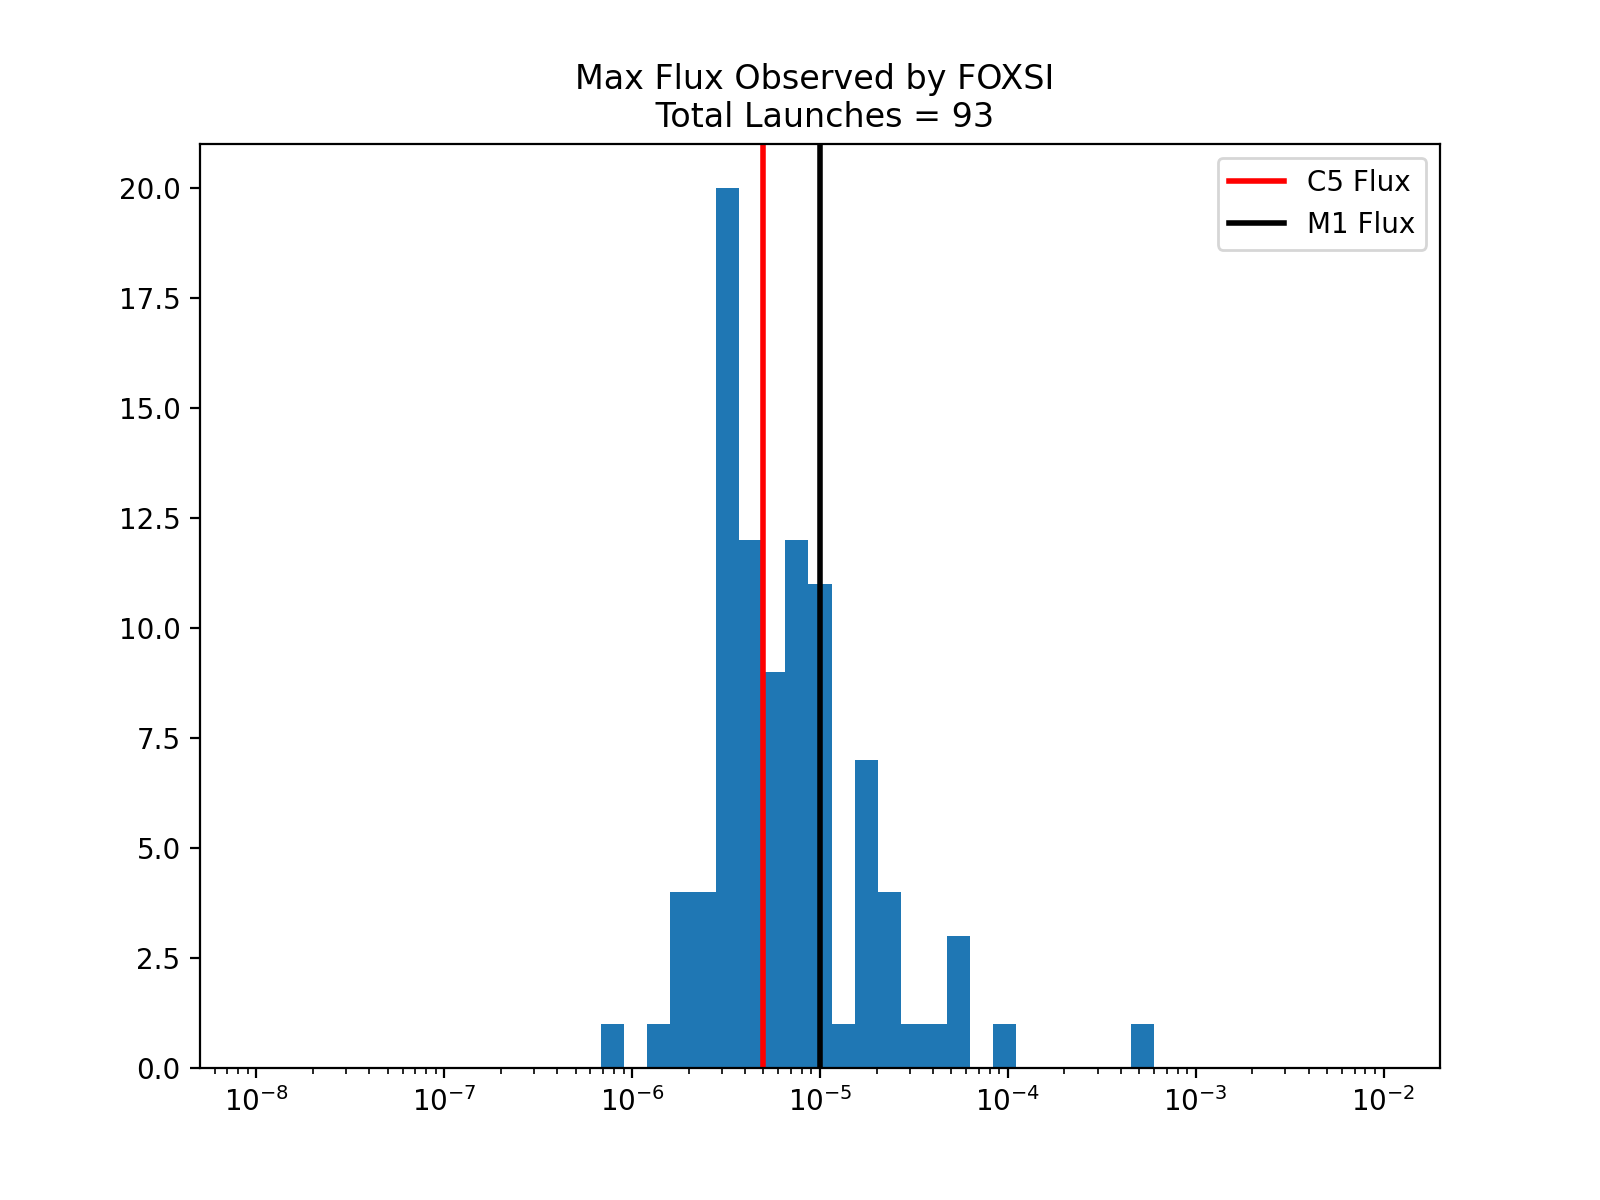 Max Flux Observed by FOXSI
Total Launches = 93
C5 Flux
M1 Flux
20.0
17.5
15.0
12.5
10.0
7.5
5.0
2.5
0.0
10⁻⁸ 10⁻⁷ 10⁻⁶ 10⁻⁵ 10⁻⁴ 10⁻³ 10⁻²